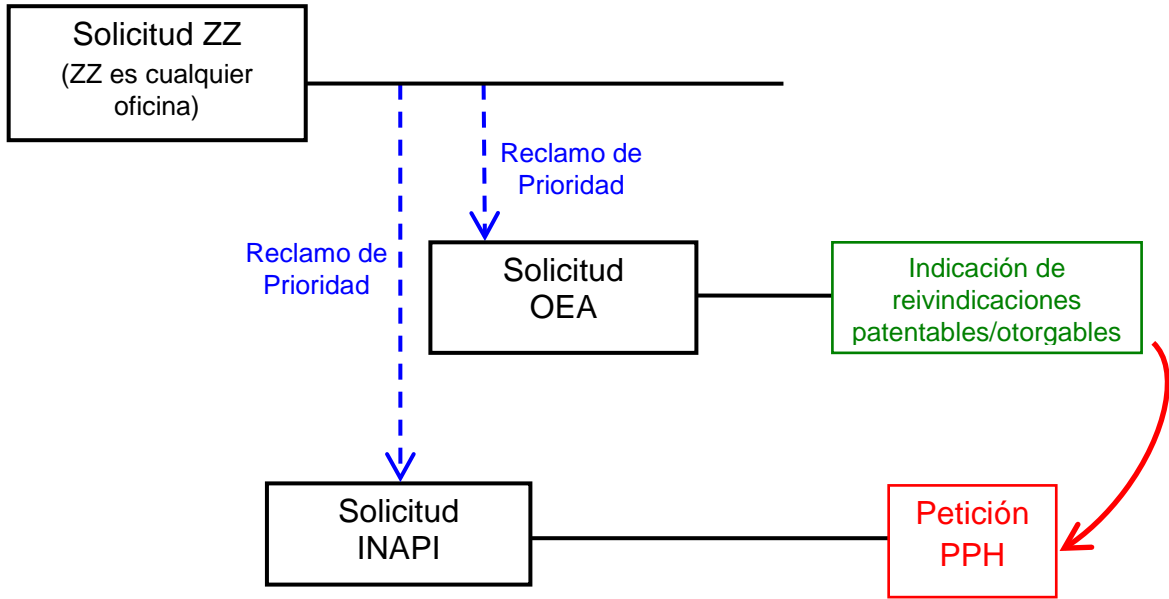 Solicitud ZZ
(ZZ es cualquier
oficina)
Reclamo de
Prioridad
Reclamo de
Prioridad
Solicitud
OEA
Indicación de
reivindicaciones
patentables/otorgables
Solicitud
INAPI
Petición
PPH